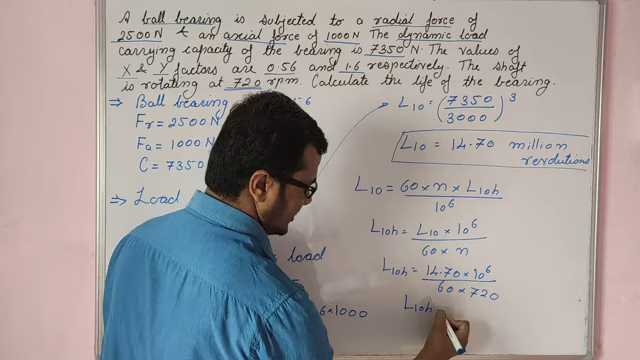 A ball bearing is subjected to a radial force of
2500N & an axial force of 1000N The dynamic load
carrying capacity of the bearing is 7350 N. The values of
X & Y factors are 0.56 and 1.6 respectively. The shaft
is rotating at 720 rpm. Calculate the life of the bearing.
⇒ Ball bearing
Fr = 2500 N
Fa = 1000 N
C = 7350
⇒ Load
load
6×1000
L10 = (7350/3000)^3
L10 = 14.70 million
revolutions
L10 = 60 × n × L10h / 10^6
L10h = L10 × 10^6 / 60 × n
L10h = 14.70 × 10^6 / 60 × 720
L10h